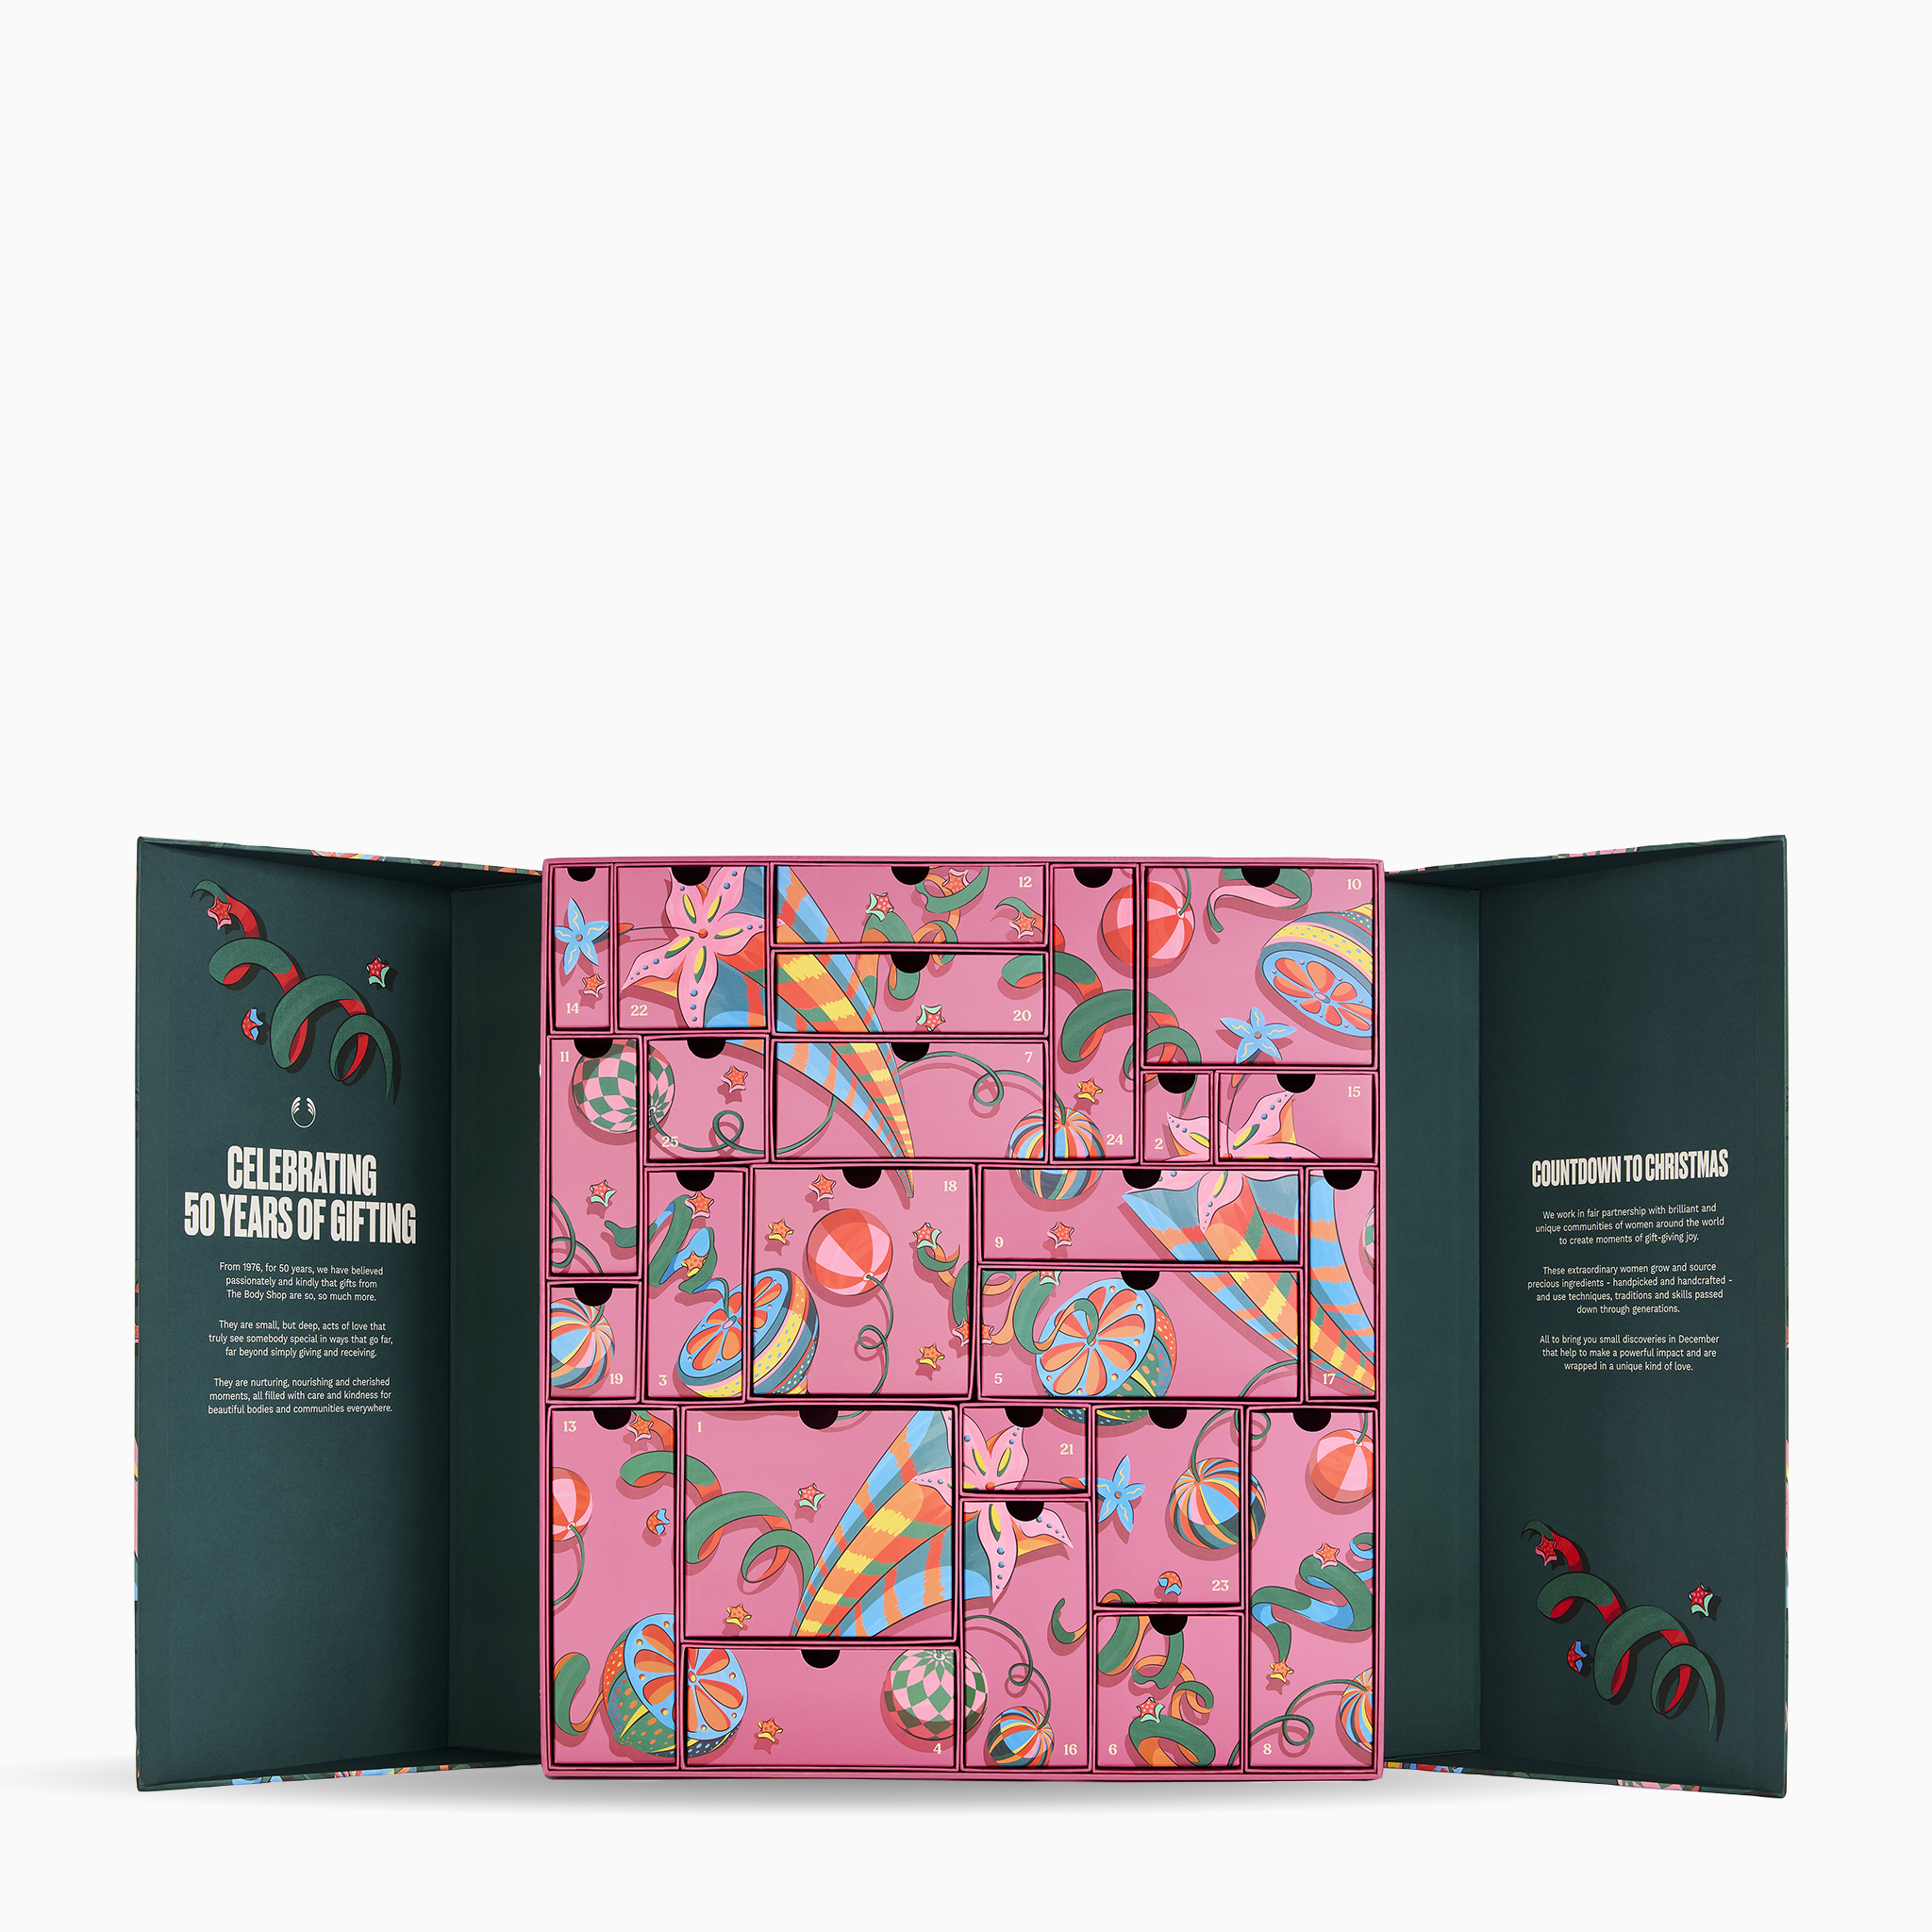 CELEBRATING
50 YEARS OF GIFTING
From 1976, for 50 years, we have believed
passionately and kindly that gifts from
The Body Shop are so, so much more.
They are small, but deep, acts of love that
truly see somebody special in ways that go far,
far beyond simply giving and receiving.
They are nurturing, nourishing and cherished
moments, all filled with care and kindness for
beautiful bodies and communities everywhere.
14
22
12
20
10
11
25
7
24
2
15
18
9
19
3
5
17
13
1
21
23
4
16
6
8
COUNTDOWN TO CHRISTMAS
We work in fair partnership with brilliant and
unique communities of women around the world
to create moments of gift-giving joy.
These extraordinary women grow and source
precious ingredients - handpicked and handcrafted -
and use techniques, traditions and skills passed
down through generations.
All to bring you small discoveries in December
that help to make a powerful impact and are
wrapped in a unique kind of love.